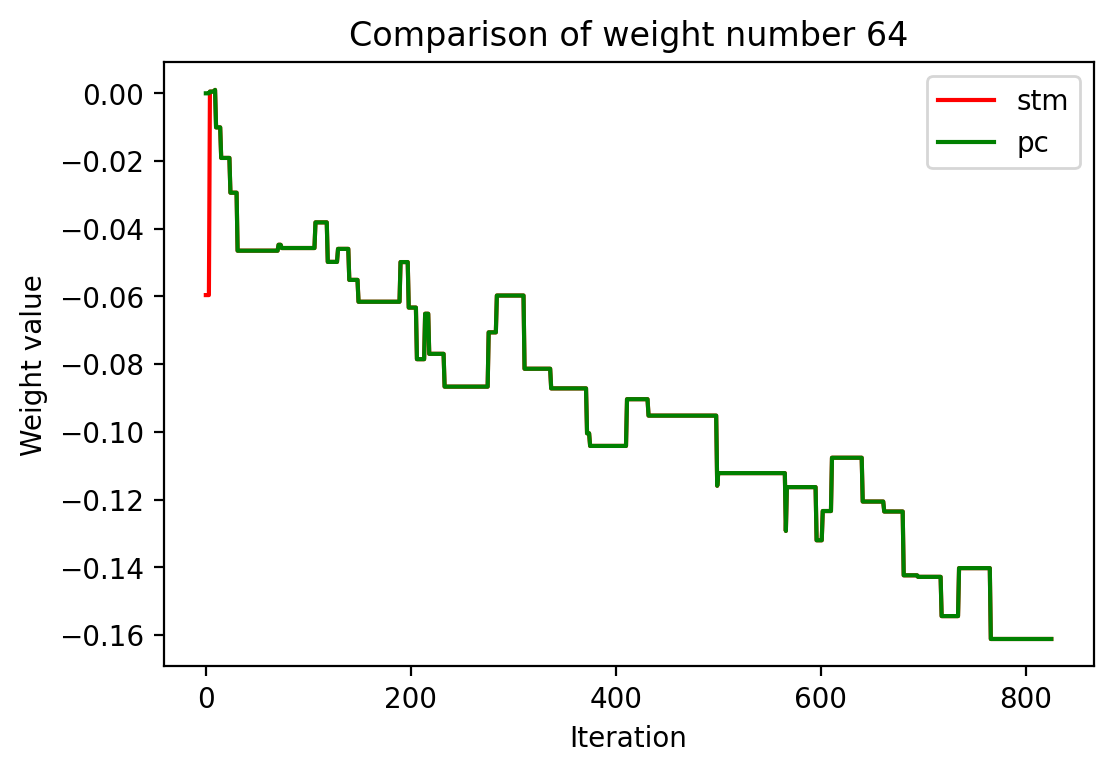 Comparison of weight number 64
0.00
−0.02
−0.04
−0.06
−0.08
−0.10
−0.12
−0.14
−0.16
Weight value
0 200 400 600 800
Iteration
stm
pc